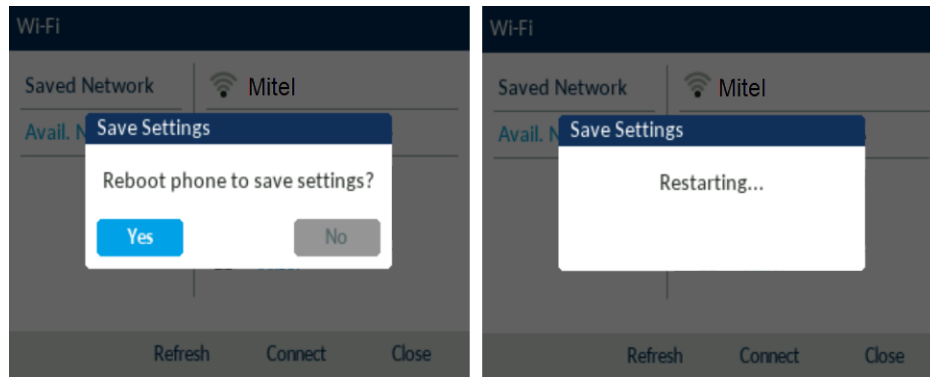 Wi-Fi
Saved Network
Mitel
Avail. N
Save Settings
Reboot phone to save settings?
Yes
No
Refresh
Connect
Close
Wi-Fi
Saved Network
Mitel
Avail. N
Save Settings
Restarting...
Refresh
Connect
Close